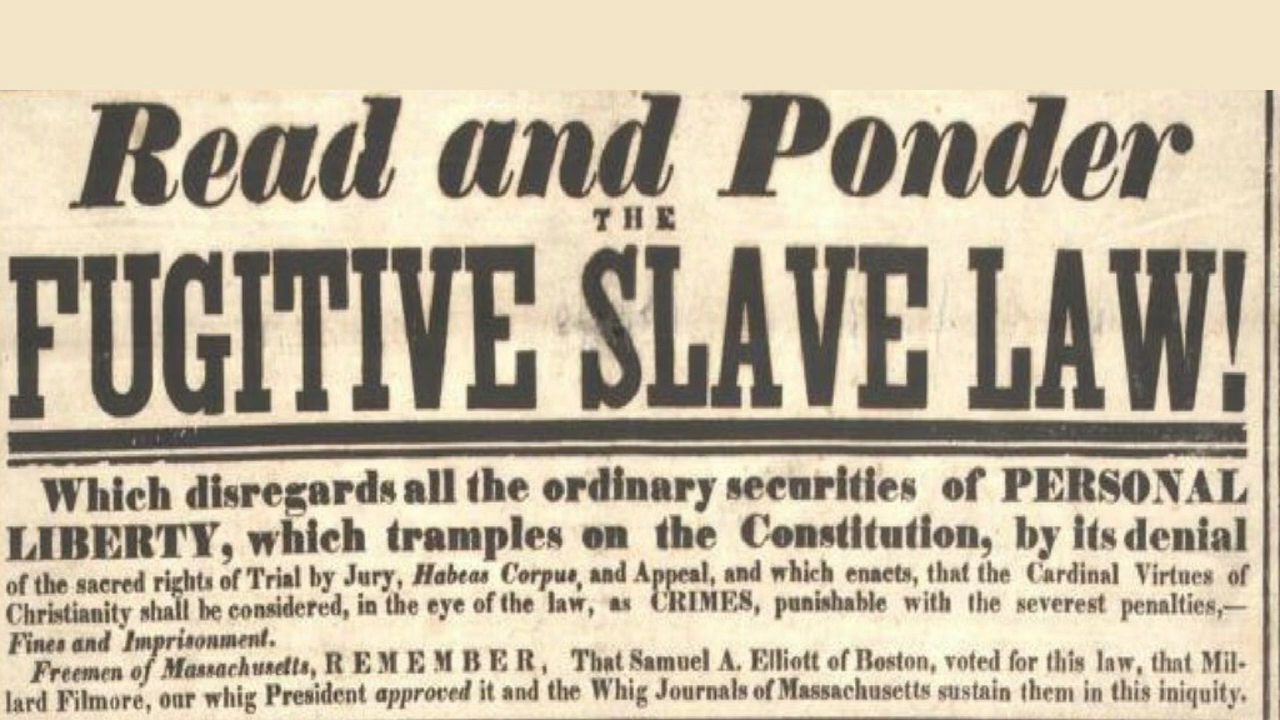 Read and Ponder
THE
FUGITIVE SLAVE LAW!
Which disregards all the ordinary securities of PERSONAL
LIBERTY, which tramples on the Constitution, by its denial
of the sacred rights of Trial by Jury, Habeas Corpus, and Appeal, and which enacts, that the Cardinal Virtues of
Christianity shall be considered, in the eye of the law, as CRIMES, punishable with the severest penalties,—
Fines and Imprisonment.
Freemen of Massachusetts, REMEMBER, That Samuel A. Elliott of Boston, voted for this law, that Mil-
lard Filmore, our whig President approved it and the Whig Journals of Massachusetts sustain them in this iniquity.